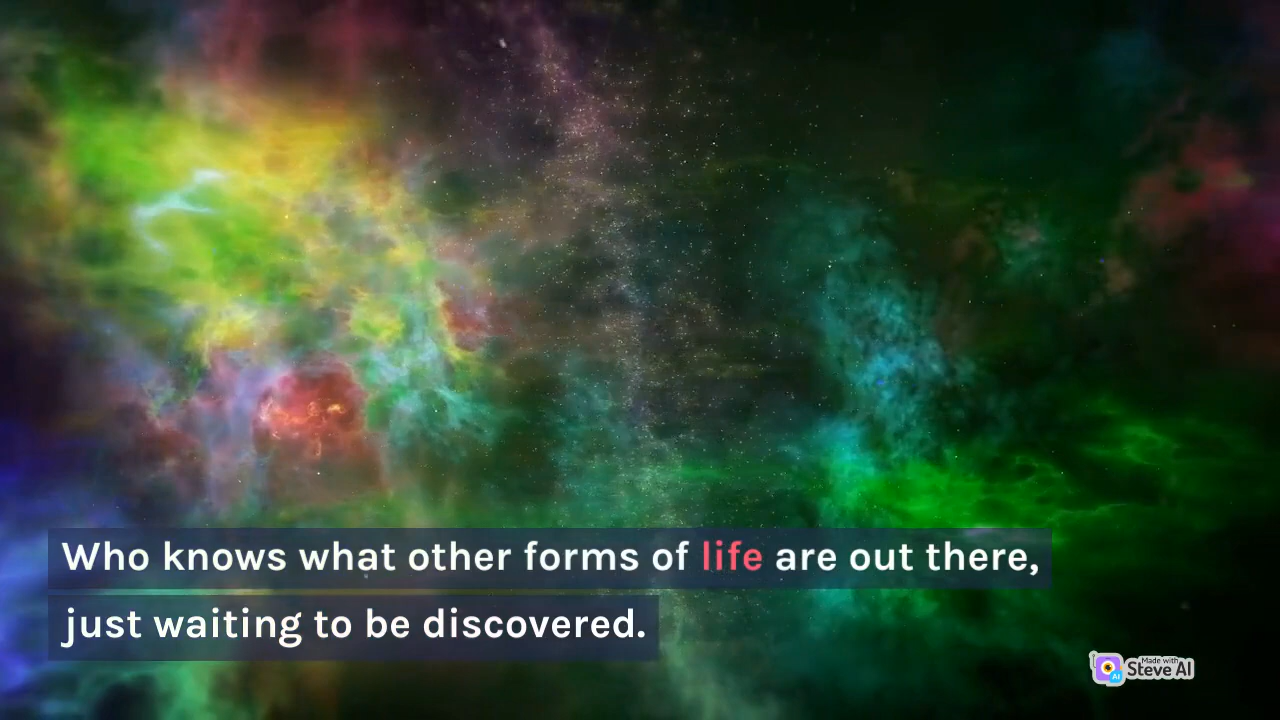 Who knows what other forms of life are out there,
just waiting to be discovered.
Made with
Steve AI
AI